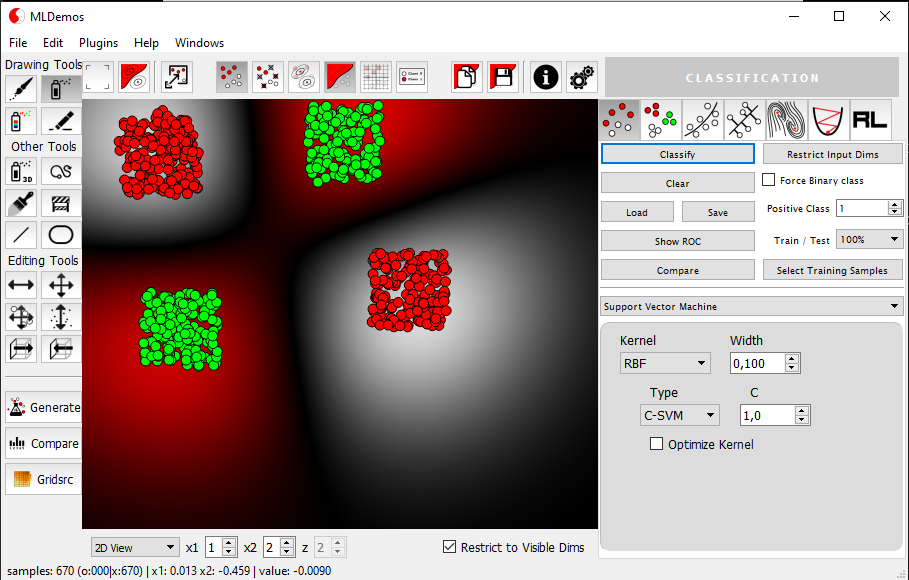 MLDemos
File Edit Plugins Help Windows
Drawing Tools
CLASSIFICATION
RL
Other Tools
3D
Editing Tools
Generate
Compare
Gridsrc
Classify
Restrict Input Dims
Clear
Force Binary class
Load
Save
Positive Class
1
Show ROC
Train / Test
100%
Compare
Select Training Samples
Support Vector Machine
Kernel
Width
RBF
0,100
Type
C
C-SVM
1,0
Optimize Kernel
2D View
x1
1
x2
2
z
2
Restrict to Visible Dims
samples: 670 (o:000|x:670) | x1: 0.013 x2: -0.459 | value: -0.0090